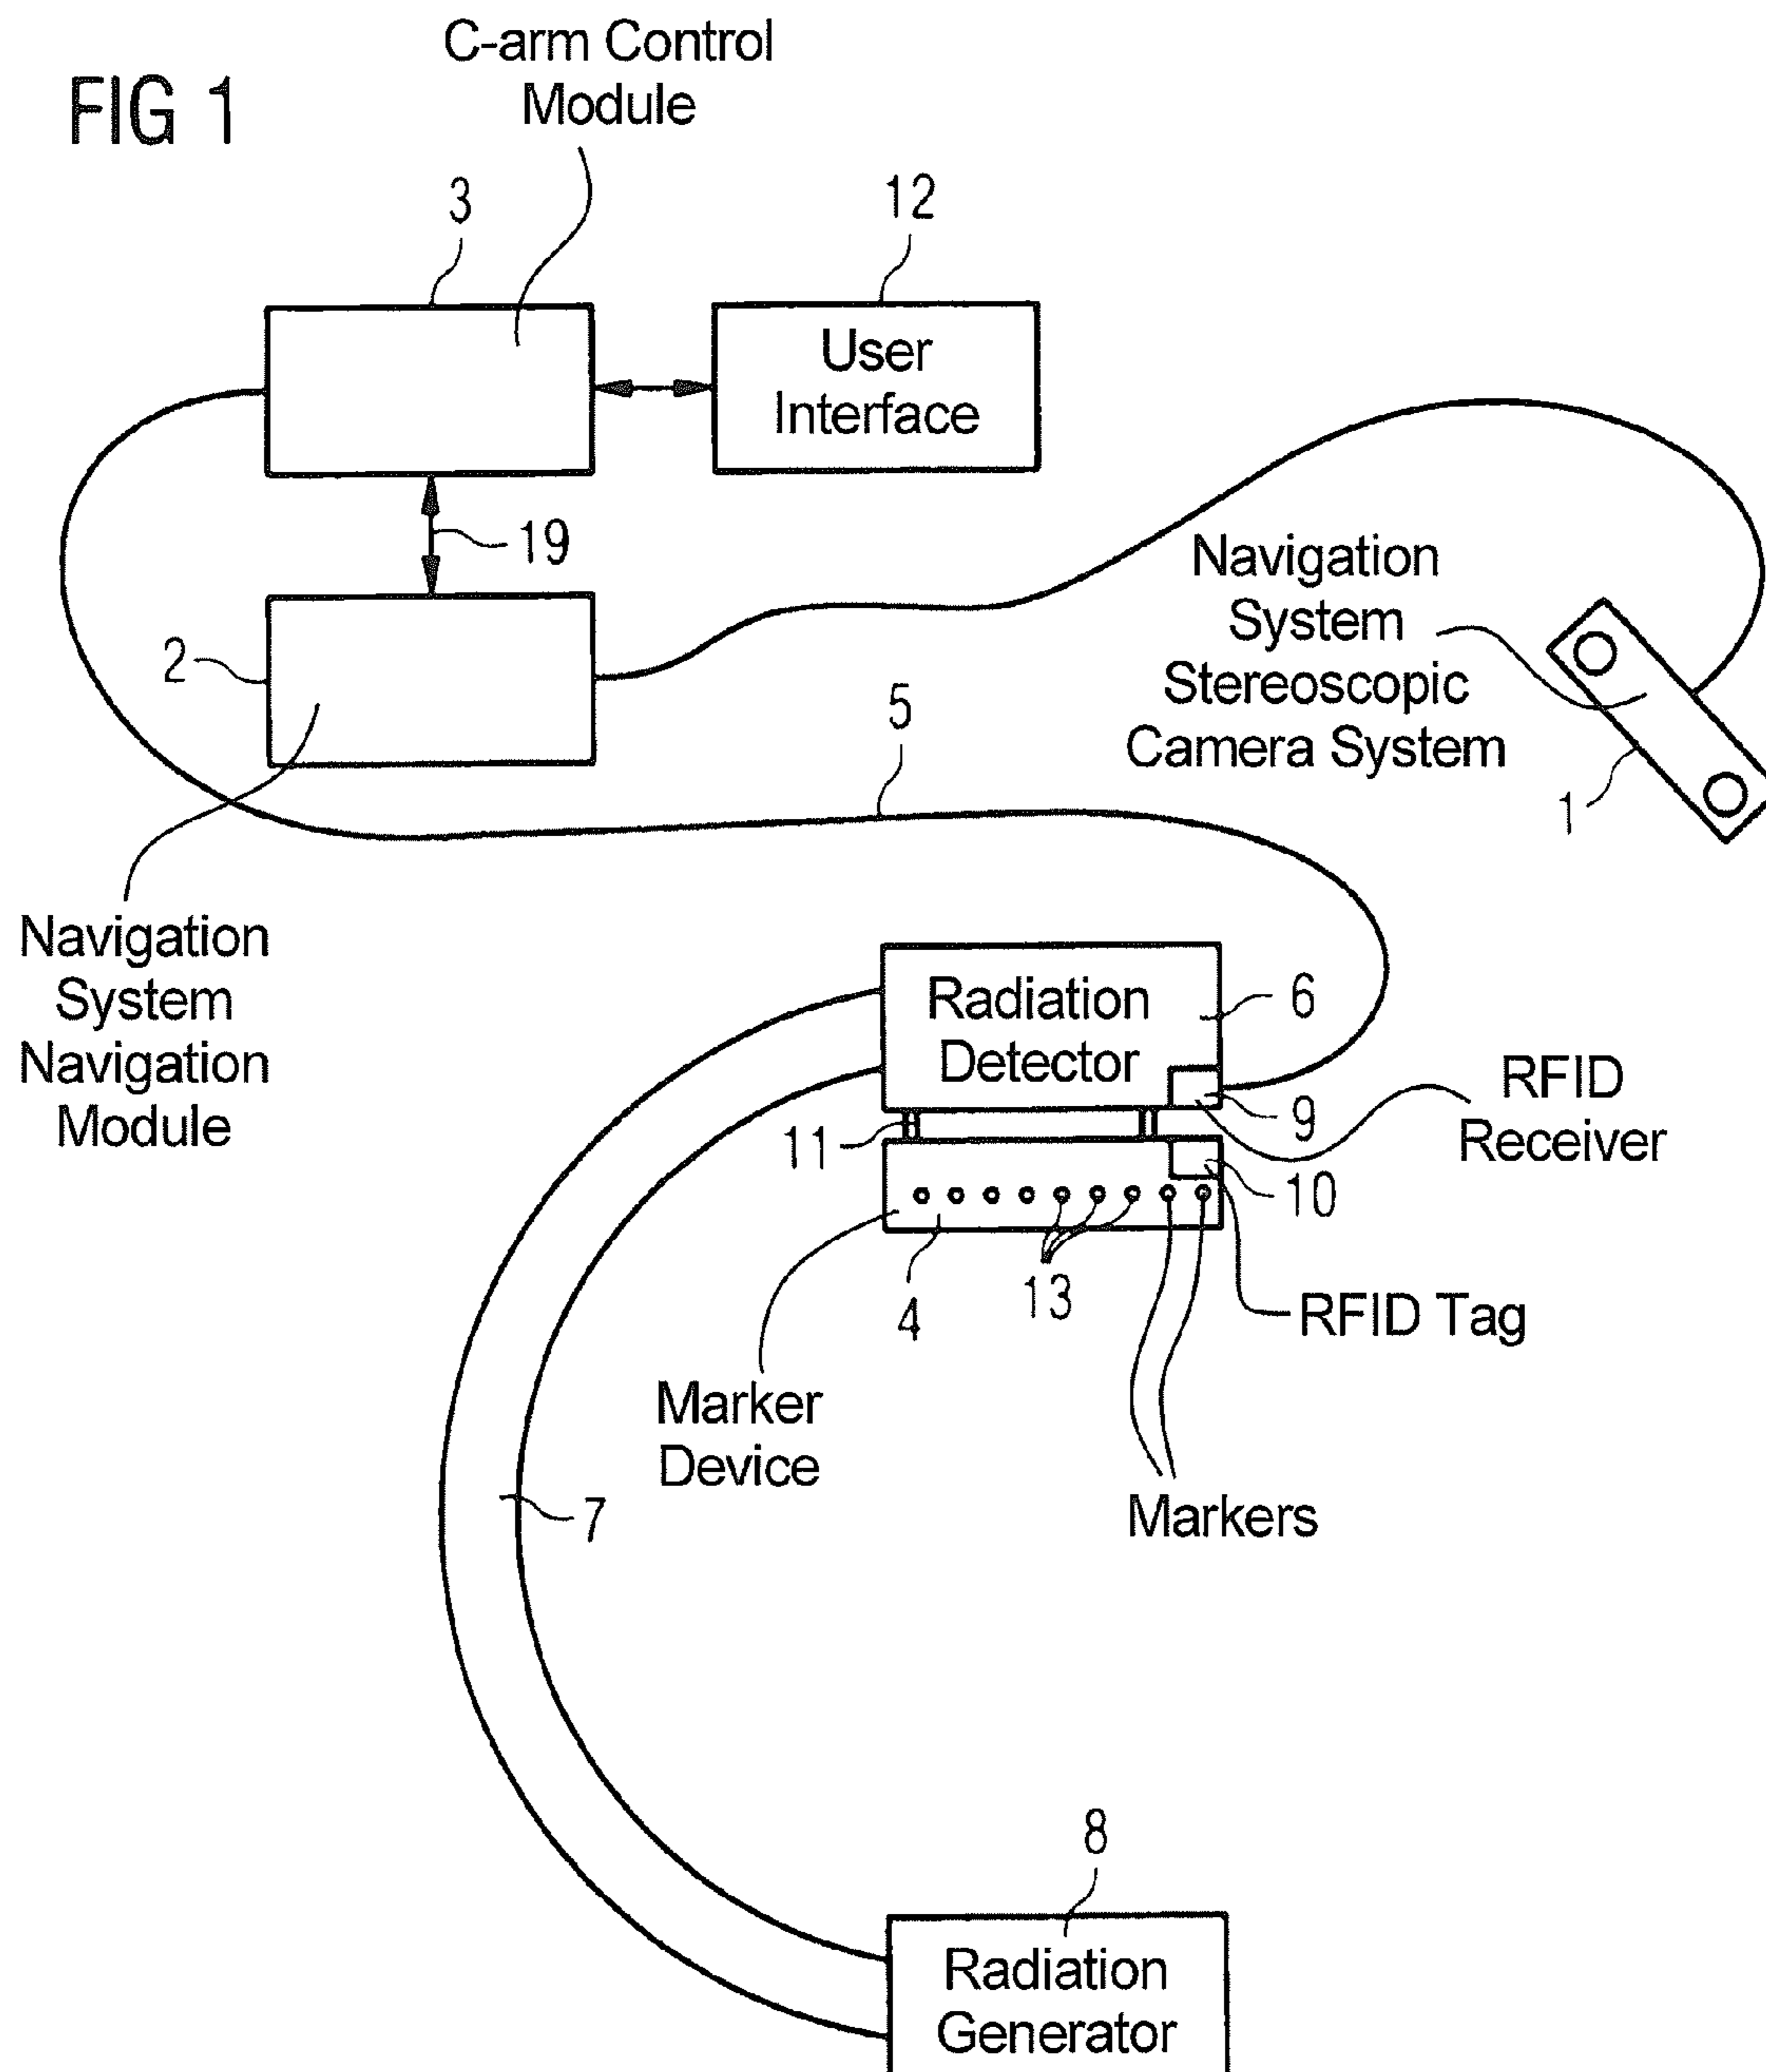 FIG 1
C-arm Control
Module
3
12
User
Interface
19
2
Navigation
System
Stereoscopic
Camera System
1
5
Navigation
System
Navigation
Module
Radiation
Detector
6
RFID
Receiver
9
11
10
4
13
RFID Tag
Marker
Device
Markers
7
8
Radiation
Generator